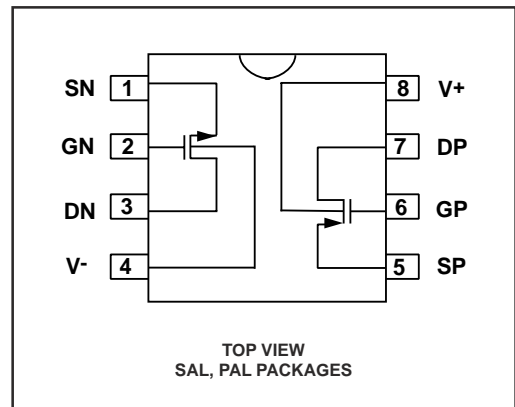 SN 1 8 V+
GN 2 7 DP
DN 3 6 GP
V- 4 5 SP
TOP VIEW
SAL, PAL PACKAGES